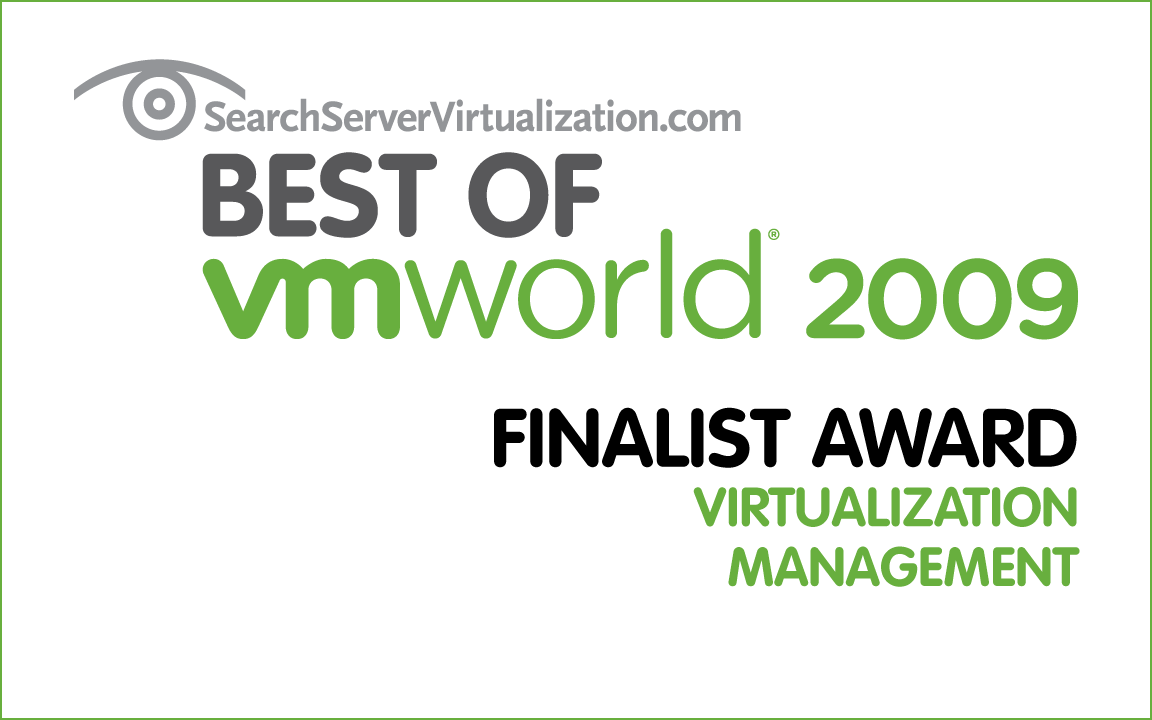 SearchServerVirtualization.com
BEST OF
vmworld® 2009
FINALIST AWARD
VIRTUALIZATION
MANAGEMENT